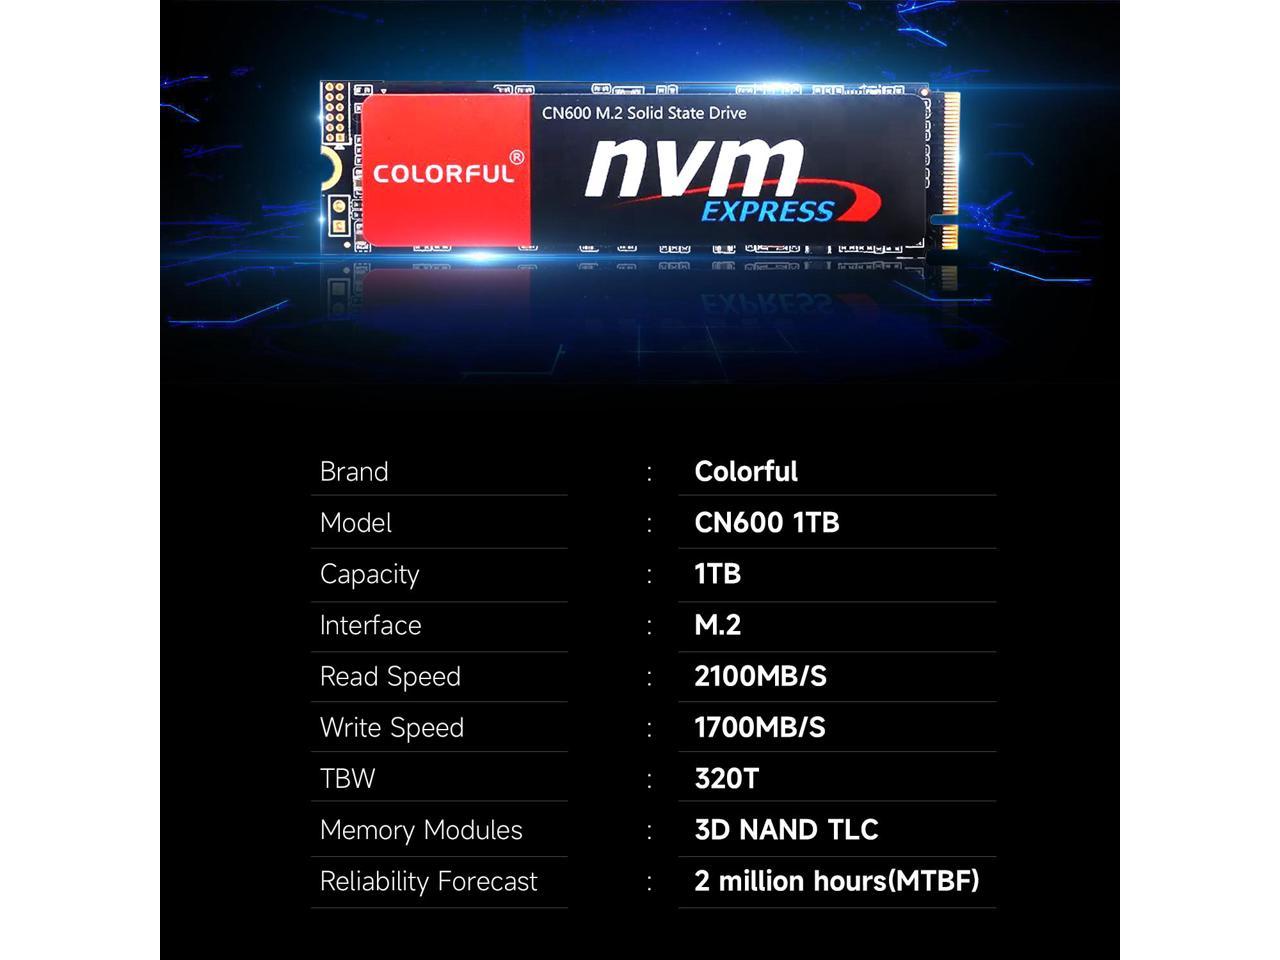 CN600 M.2 Solid State Drive
COLORFUL®
nvm
EXPRESS
Brand : Colorful
Model : CN600 1TB
Capacity : 1TB
Interface : M.2
Read Speed : 2100MB/S
Write Speed : 1700MB/S
TBW : 320T
Memory Modules : 3D NAND TLC
Reliability Forecast : 2 million hours(MTBF)